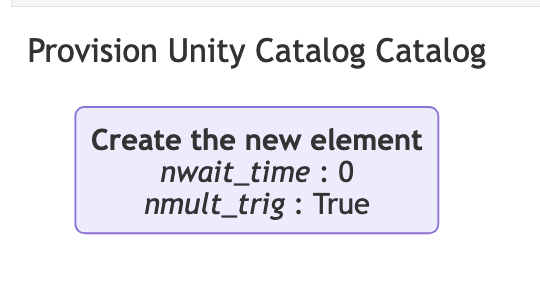 Provision Unity Catalog Catalog
Create the new element
nwait_time : 0
nmult_trig : True